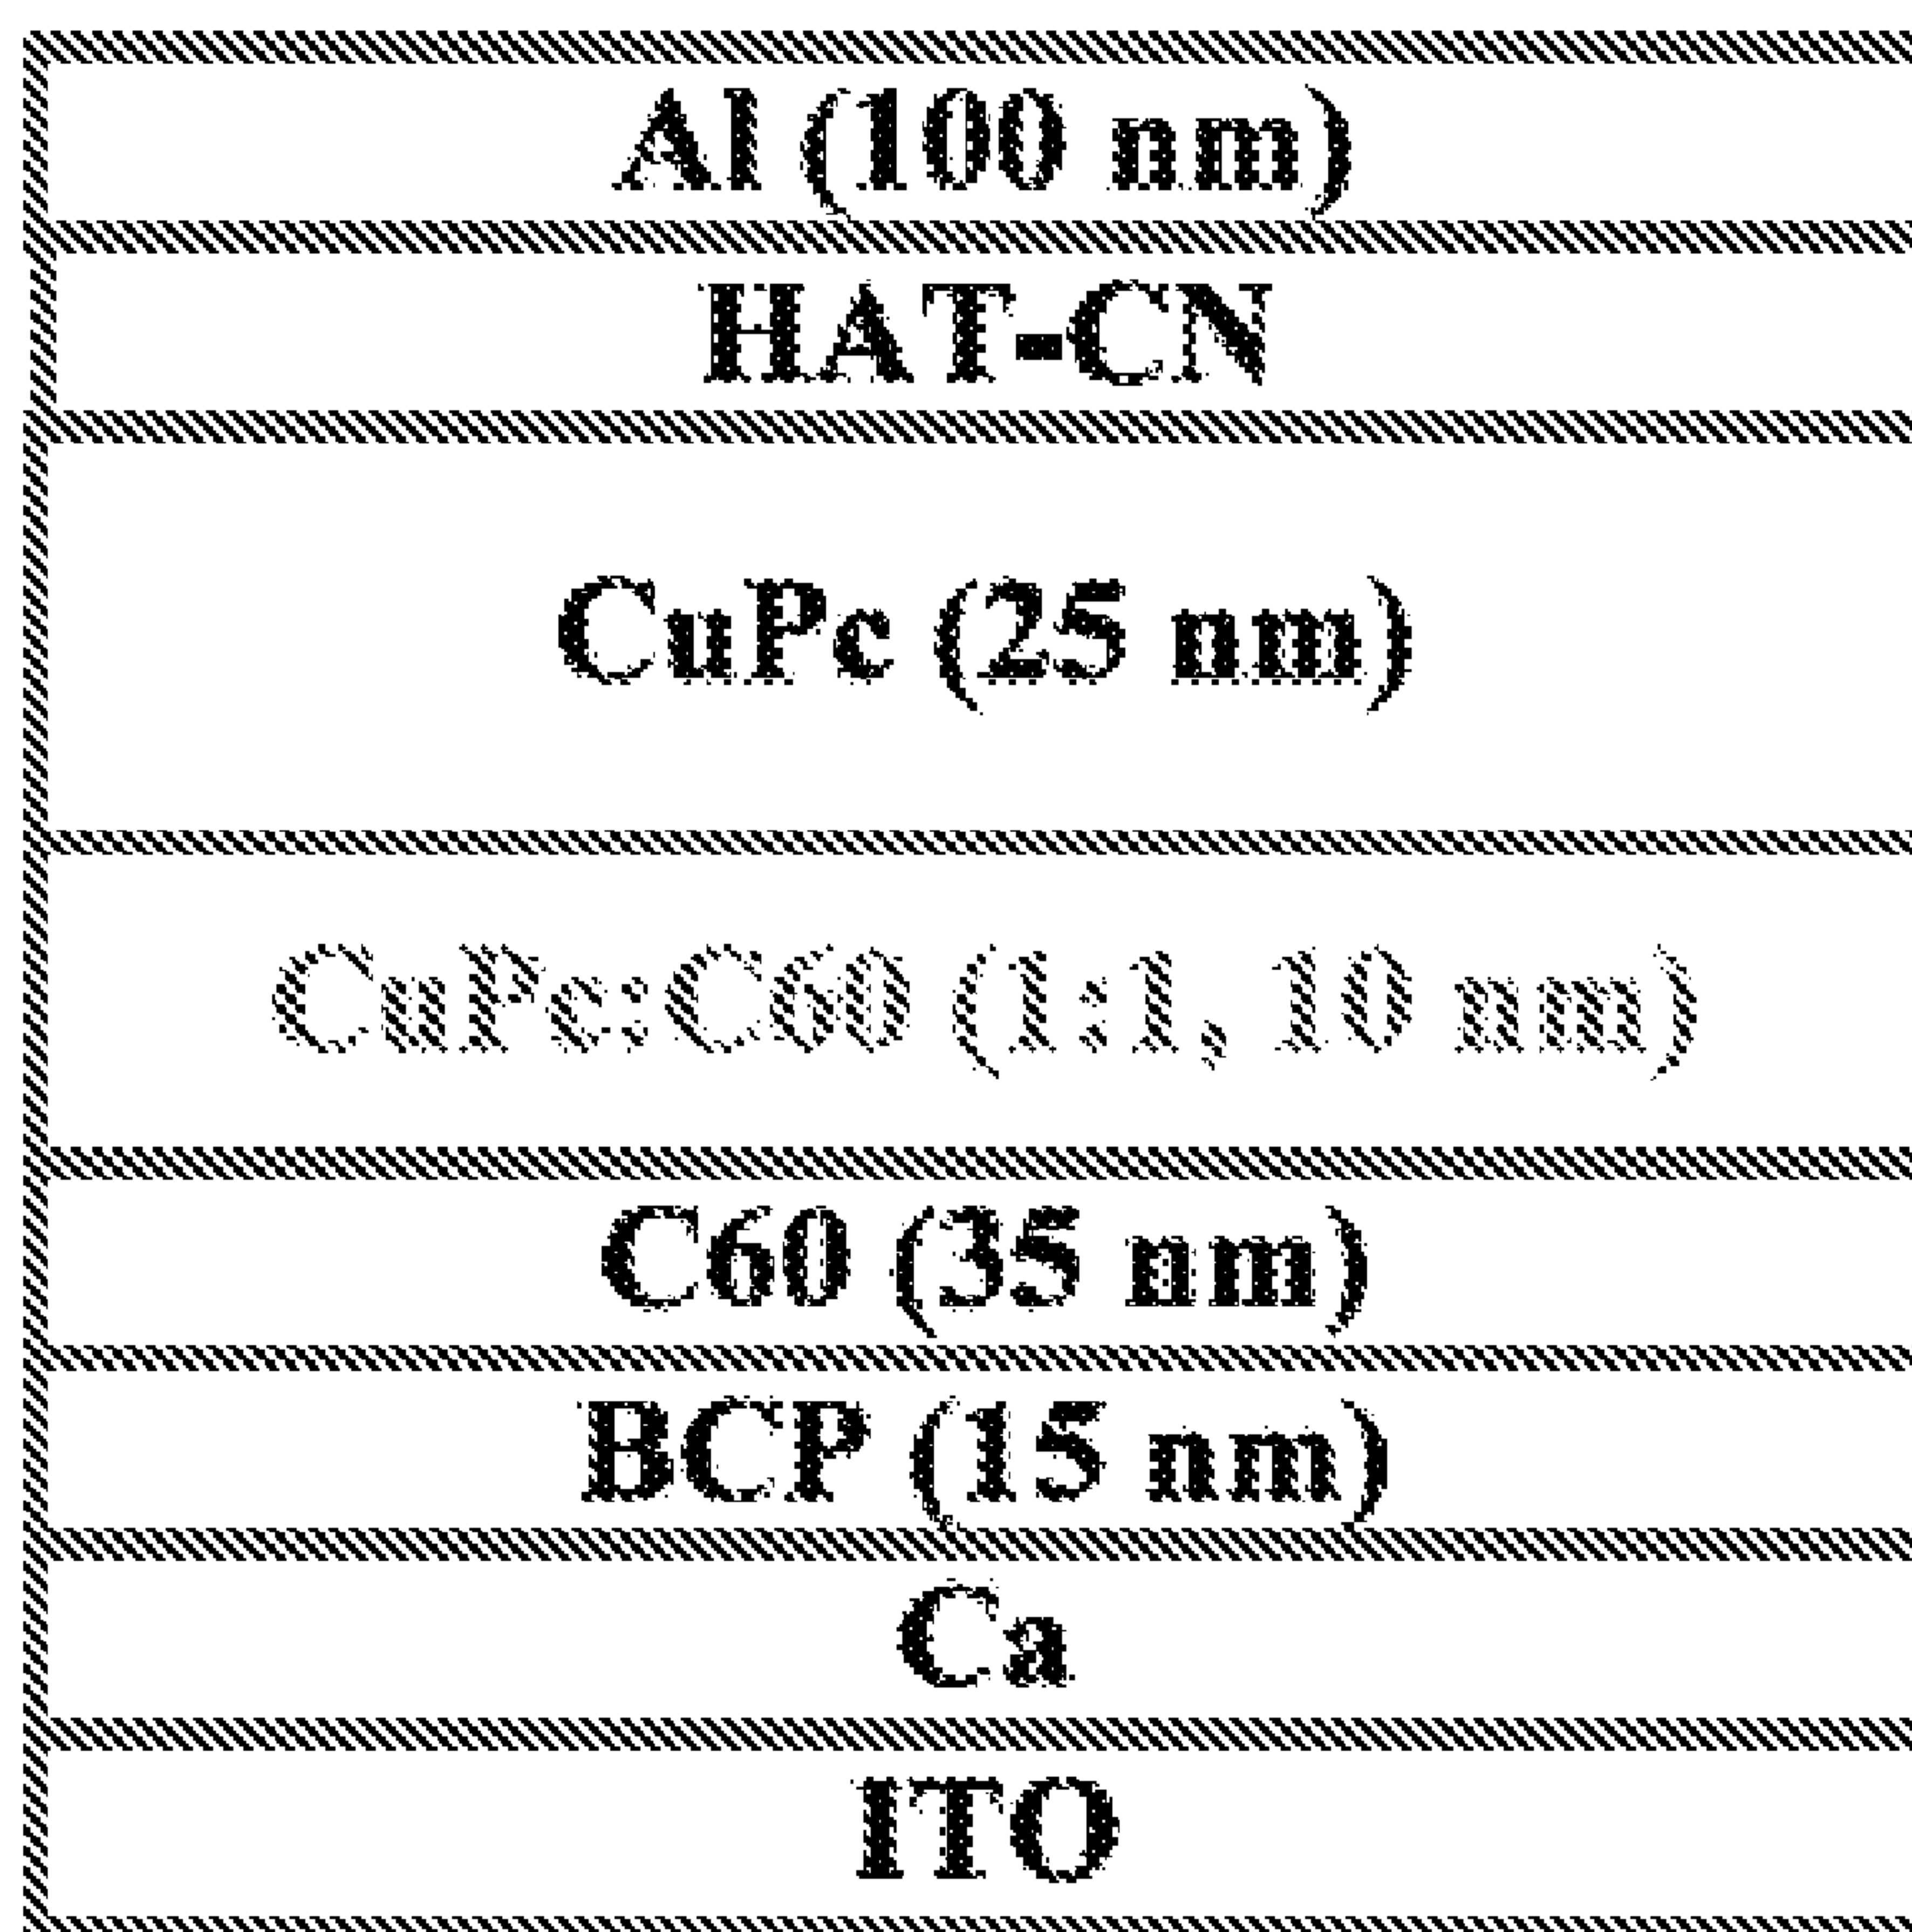 Al (100 nm)
HAT-CN
CuPc (25 nm)
CuPc:C60 (1:1, 10 nm)
C60 (35 nm)
BCP (15 nm)
Ca
ITO